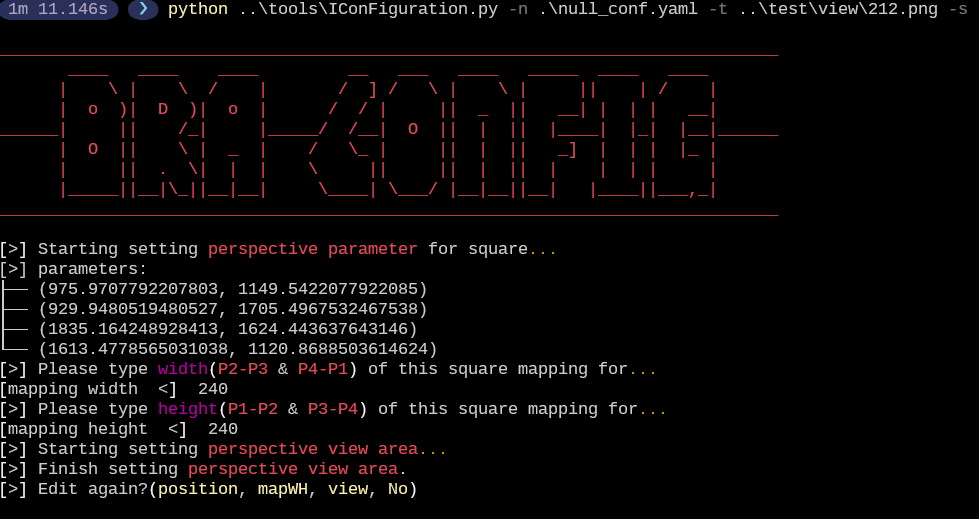 1m 11.146s ❯ python ..\tools\IConFiguration.py -n .\null_conf.yaml -t ..\test\view\212.png -s
BRA CONFIG
[>] Starting setting perspective parameter for square...
[>] parameters:
├── (975.9707792207803, 1149.5422077922085)
├── (929.9480519480527, 1705.4967532467538)
├── (1835.164248928413, 1624.443637643146)
└── (1613.4778565031038, 1120.8688503614624)
[>] Please type width(P2-P3 & P4-P1) of this square mapping for...
[mapping width  <]  240
[>] Please type height(P1-P2 & P3-P4) of this square mapping for...
[mapping height  <]  240
[>] Starting setting perspective view area...
[>] Finish setting perspective view area.
[>] Edit again?(position, mapWH, view, No)